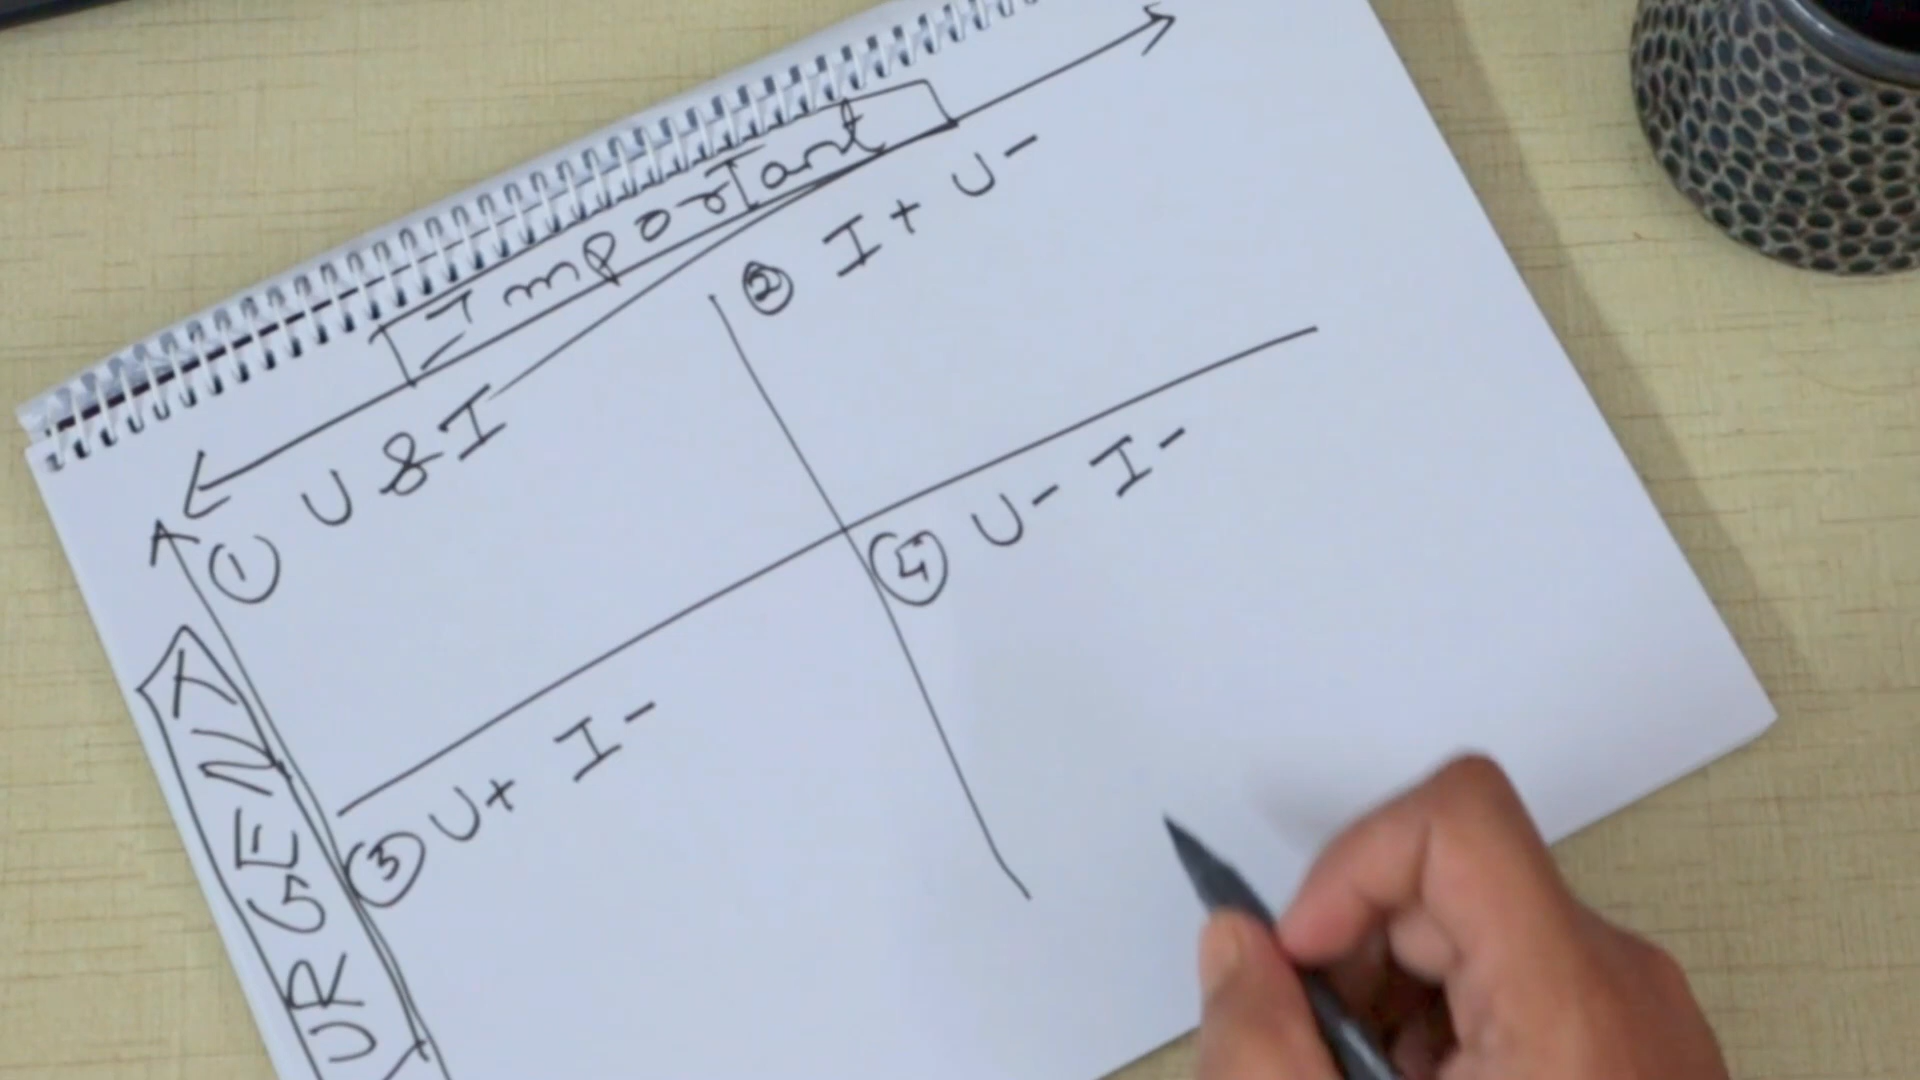 Important
① U & I
② I+ U-
URGENT
③ U+ I-
④ U- I-